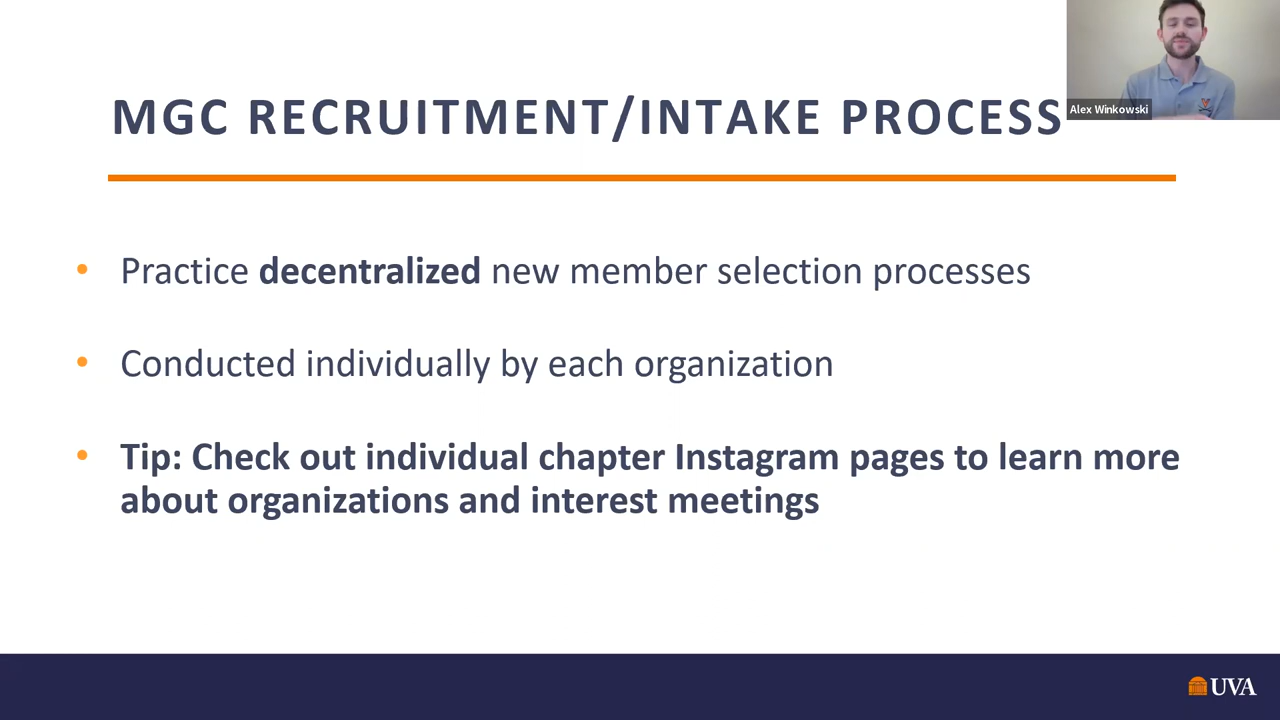 MGC RECRUITMENT/INTAKE PROCESS
Alex Winkowski
• Practice decentralized new member selection processes
• Conducted individually by each organization
• Tip: Check out individual chapter Instagram pages to learn more
about organizations and interest meetings
UVA